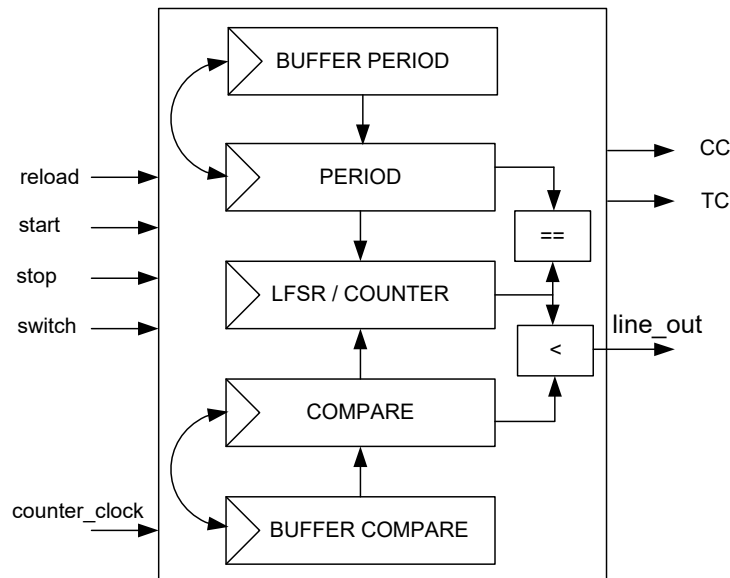 BUFFER PERIOD
PERIOD
==
LFSR / COUNTER
<
COMPARE
BUFFER COMPARE
reload
start
stop
switch
counter_clock
CC
TC
line_out